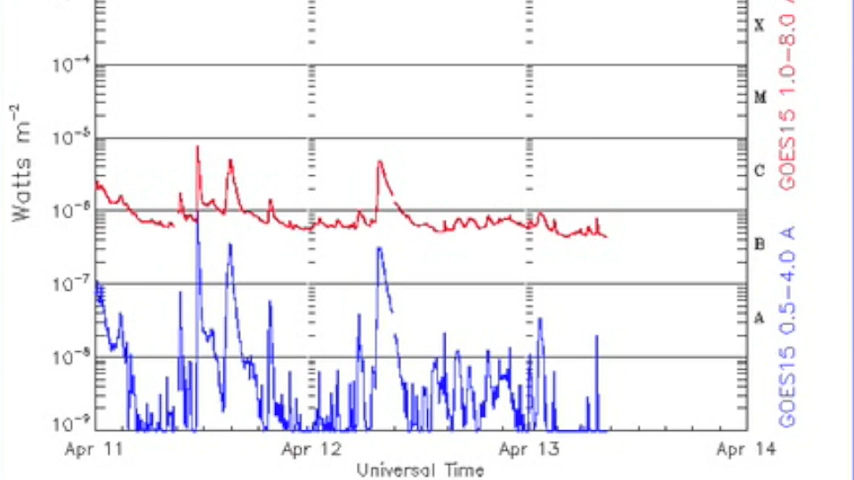 X
10⁻⁴
M
10⁻⁵
C
10⁻⁶
B
10⁻⁷
A
10⁻⁸
10⁻⁹
Watts m⁻²
Apr 11 Apr 12 Apr 13 Apr 14
Universal Time
GOES15 1.0-8.0 A
GOES15 0.5-4.0 A